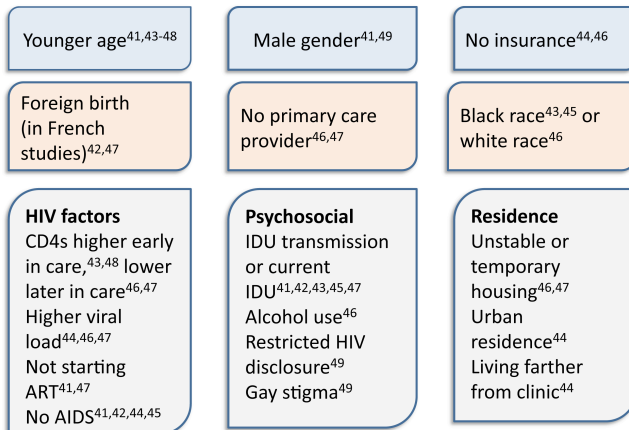 Younger age41,43-48
Male gender41,49
No insurance44,46
Foreign birth
(in French
studies)42,47
No primary care
provider46,47
Black race43,45 or
white race46
HIV factors
CD4s higher early
in care,43,48 lower
later in care46,47
Higher viral
load44,46,47
Not starting
ART41,47
No AIDS41,42,44,45
Psychosocial
IDU transmission
or current
IDU41,42,43,45,47
Alcohol use46
Restricted HIV
disclosure49
Gay stigma49
Residence
Unstable or
temporary
housing46,47
Urban
residence44
Living farther
from clinic44